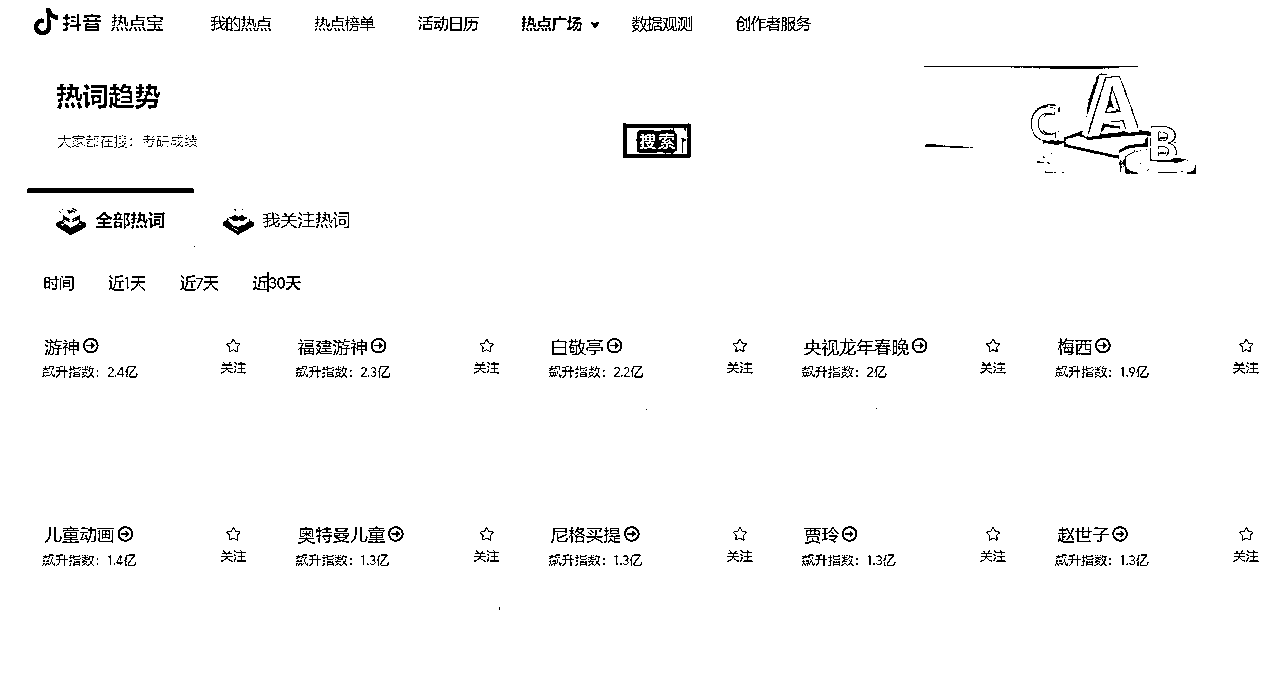 抖音 热点宝 我的热点 热点榜单 活动日历 热点广场 数据观测 创作者服务
热词趋势
大家都在搜：考研成绩 搜索
C A B
全部热词 我关注热词
时间 近1天 近7天 近30天
游神 福建游神 白敬亭 央视龙年春晚 梅西
飙升指数：2.4亿 关注 飙升指数：2.3亿 关注 飙升指数：2.2亿 关注 飙升指数：2亿 关注 飙升指数：1.9亿 关注
儿童动画 奥特曼儿童 尼格买提 贾玲 赵世子
飙升指数：1.4亿 关注 飙升指数：1.3亿 关注 飙升指数：1.3亿 关注 飙升指数：1.3亿 关注 飙升指数：1.3亿 关注